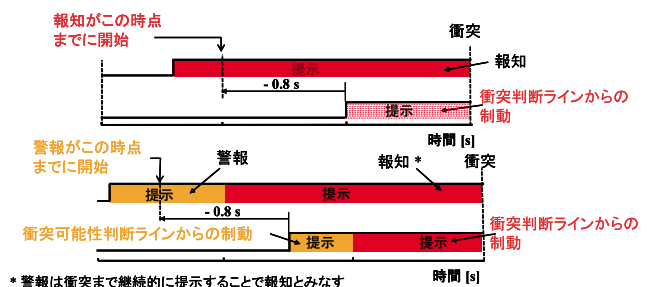 報知がこの時点
までに開始
衝突
提示
報知
- 0.8 s
提示
衝突判断ラインからの
制動
時間 [s]
警報がこの時点
までに開始
警報
報知 *
衝突
提示
提示
- 0.8 s
衝突可能性判断ラインからの制動
提示
提示
衝突判断ラインからの
制動
時間 [s]
* 警報は衝突まで継続的に提示することで報知とみなす